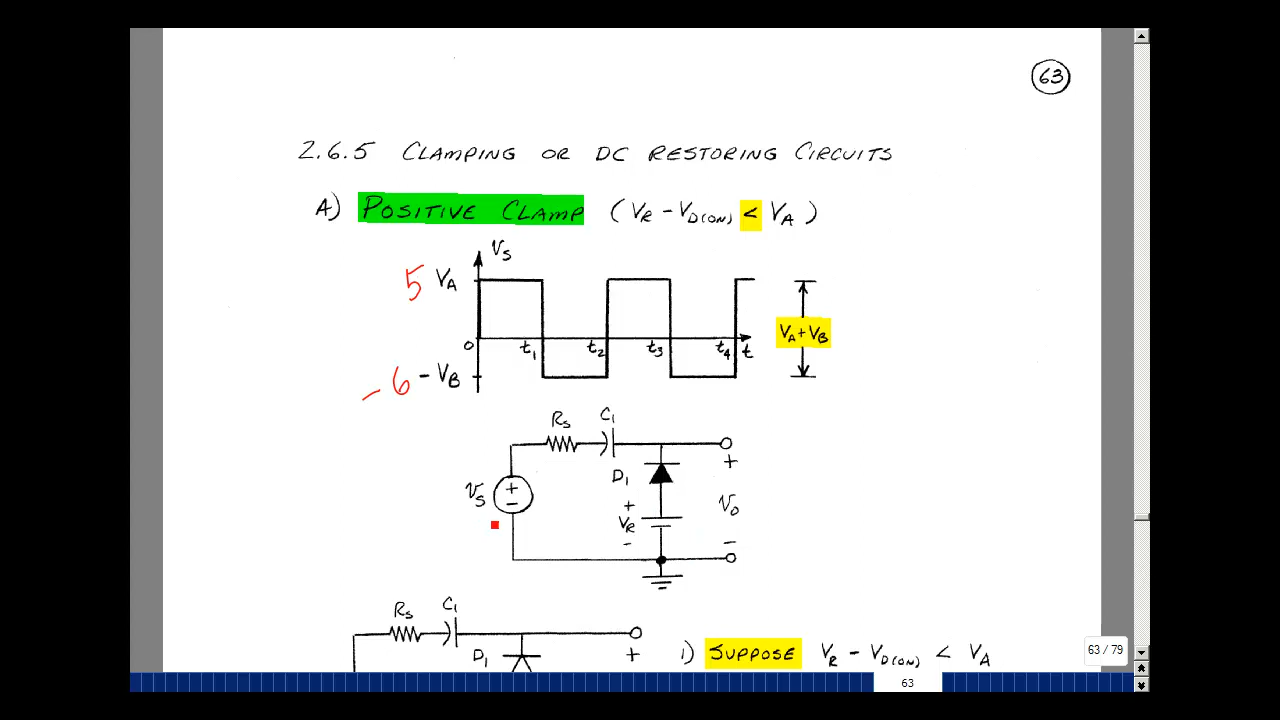 63
2.6.5 CLAMPING OR DC RESTORING CIRCUITS
A) POSITIVE CLAMP (VR - VD(ON) < VA)
VS
5 VA
0 t1 t2 t3 t4 t
VA + VB
-6 - VB
RS C1
+
D1
VS + -
+ VR -
VO
-
RS C1
+
D1
1) SUPPOSE VR - VD(ON) < VA
63 / 79
63